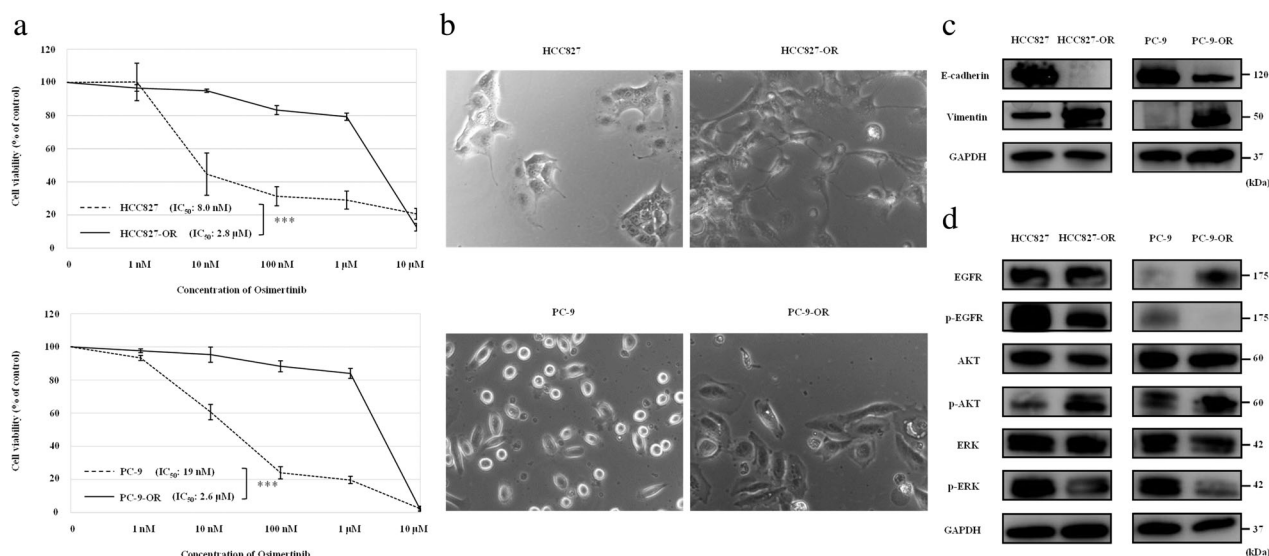 a
120
100
80
60
40
20
0
Cell viability (% of control)
HCC827 (IC50: 8.0 nM)
HCC827-OR (IC50: 2.8 µM)
***
0 1 nM 10 nM 100 nM 1 µM 10 µM
Concentration of Osimertinib
120
100
80
60
40
20
0
Cell viability (% of control)
PC-9 (IC50: 19 nM)
PC-9-OR (IC50: 2.6 µM)
***
0 1 nM 10 nM 100 nM 1 µM 10 µM
Concentration of Osimertinib
b
HCC827 HCC827-OR
PC-9 PC-9-OR
c
HCC827 HCC827-OR PC-9 PC-9-OR
E-cadherin 120
Vimentin 50
GAPDH 37
(kDa)
d
HCC827 HCC827-OR PC-9 PC-9-OR
EGFR 175
p-EGFR 175
AKT 60
p-AKT 60
ERK 42
p-ERK 42
GAPDH 37
(kDa)